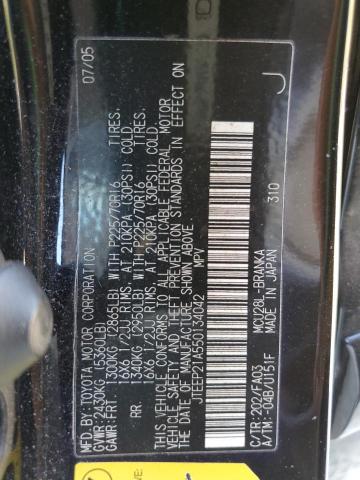 MFD.BY:TOYOTA MOTOR CORPORATION 07/05
GVWR: 2430KG (5360LB)
GAWR:FRT. 1300KG (2865LB) WITH P225/70R16 TIRES,
16X6 1/2JJ RIMS, AT 210KPA (30PSI) COLD.
RR 1340KG (2950LB) WITH P225/70R16 TIRES,
16X6 1/2JJ RIMS, AT 210KPA (30PSI) COLD.
THIS VEHICLE CONFORMS TO ALL APPLICABLE FEDERAL MOTOR
VEHICLE SAFETY AND THEFT PREVENTION STANDARDS IN EFFECT ON
THE DATE OF MANUFACTURE SHOWN ABOVE.
JTEEP21A550134042 MPV
310 J
C/TR:202/FA03 MCU28L-BRANKA
A/TM:-04B/U151F MADE IN JAPAN